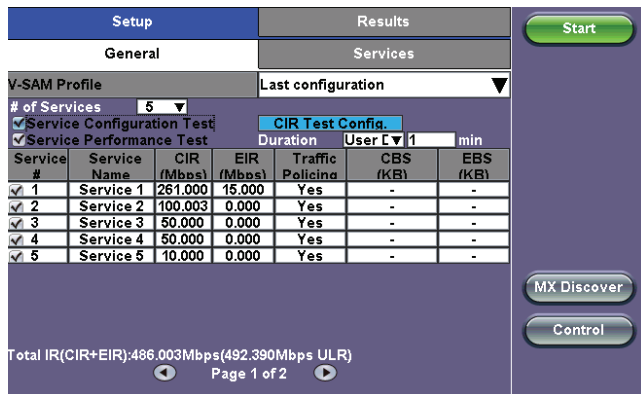 Setup Results Start
General Services
V-SAM Profile Last configuration
# of Services 5
Service Configuration Test CIR Test Config.
Service Performance Test Duration User D 1 min
Service Service CIR EIR Traffic CBS EBS
# Name (Mbps) (Mbps) Policing (KB) (KB)
1 Service 1 261.000 15.000 Yes - -
2 Service 2 100.003 0.000 Yes - -
3 Service 3 50.000 0.000 Yes - -
4 Service 4 50.000 0.000 Yes - -
5 Service 5 10.000 0.000 Yes - -
MX Discover
Control
Total IR(CIR+EIR):486.003Mbps(492.390Mbps ULR)
Page 1 of 2